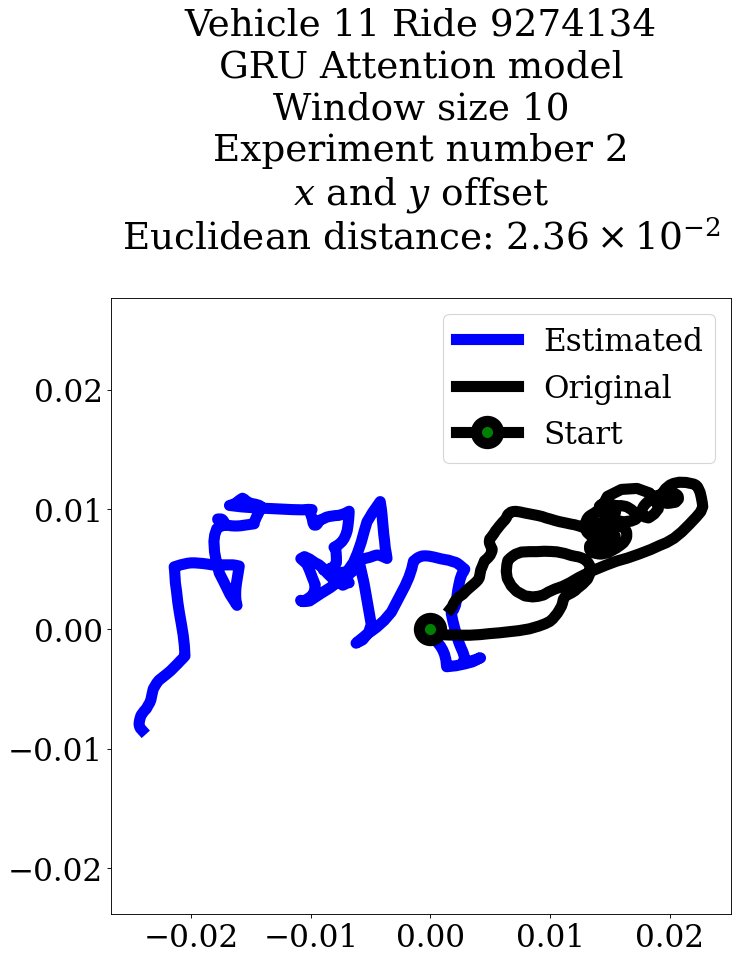 Vehicle 11 Ride 9274134
GRU Attention model
Window size 10
Experiment number 2
x and y offset
Euclidean distance: 2.36 × 10⁻²
Estimated
Original
Start
0.02
0.01
0.00
−0.01
−0.02
−0.02 −0.01 0.00 0.01 0.02